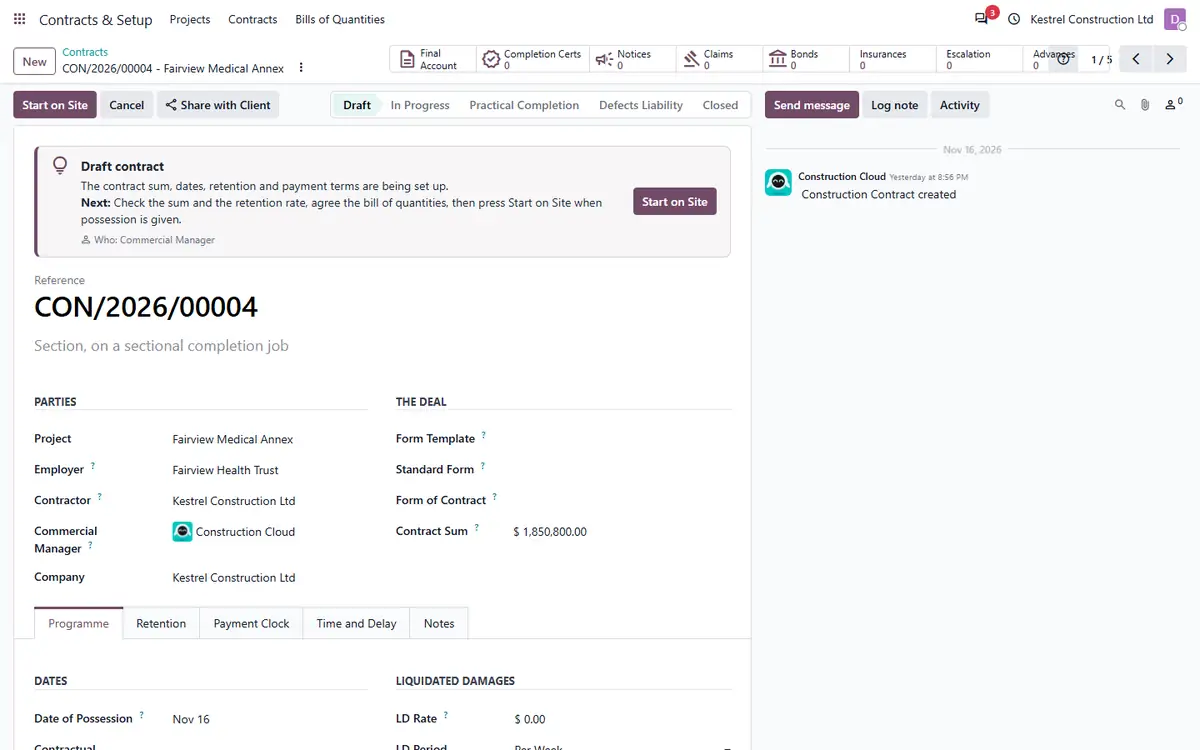 Contracts & Setup Projects Contracts Bills of Quantities
3 Kestrel Construction Ltd D
New
Contracts
CON/2026/00004 - Fairview Medical Annex
Final Account
Completion Certs 0
Notices 0
Claims 0
Bonds 0
Insurances 0
Escalation 0
Advances 0
1 / 5
Start on Site Cancel Share with Client
Draft In Progress Practical Completion Defects Liability Closed
Send message Log note Activity
0
Draft contract
The contract sum, dates, retention and payment terms are being set up.
Next: Check the sum and the retention rate, agree the bill of quantities, then press Start on Site when
possession is given.
Who: Commercial Manager
Start on Site
Nov 16, 2026
Construction Cloud Yesterday at 8:56 PM
Construction Contract created
Reference
CON/2026/00004
Section, on a sectional completion job
PARTIES
Project Fairview Medical Annex
Employer ? Fairview Health Trust
Contractor ? Kestrel Construction Ltd
Commercial
Manager ? Construction Cloud
Company Kestrel Construction Ltd
THE DEAL
Form Template ?
Standard Form ?
Form of Contract ?
Contract Sum ? $ 1,850,800.00
Programme Retention Payment Clock Time and Delay Notes
DATES
Date of Possession ? Nov 16
Contractual
LIQUIDATED DAMAGES
LD Rate ? $ 0.00
LD Period Per Week